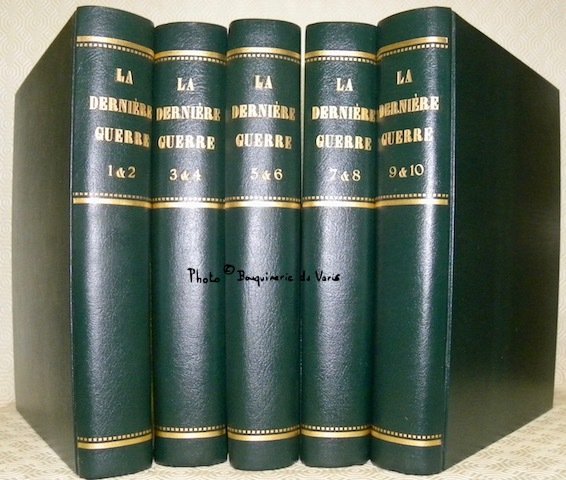 LA
DERNIÈRE
GUERRE
1 & 2
LA
DERNIÈRE
GUERRE
3 & 4
LA
DERNIÈRE
GUERRE
5 & 6
LA
DERNIÈRE
GUERRE
7 & 8
LA
DERNIÈRE
GUERRE
9 & 10
Photo © Bouquinerie du Varis